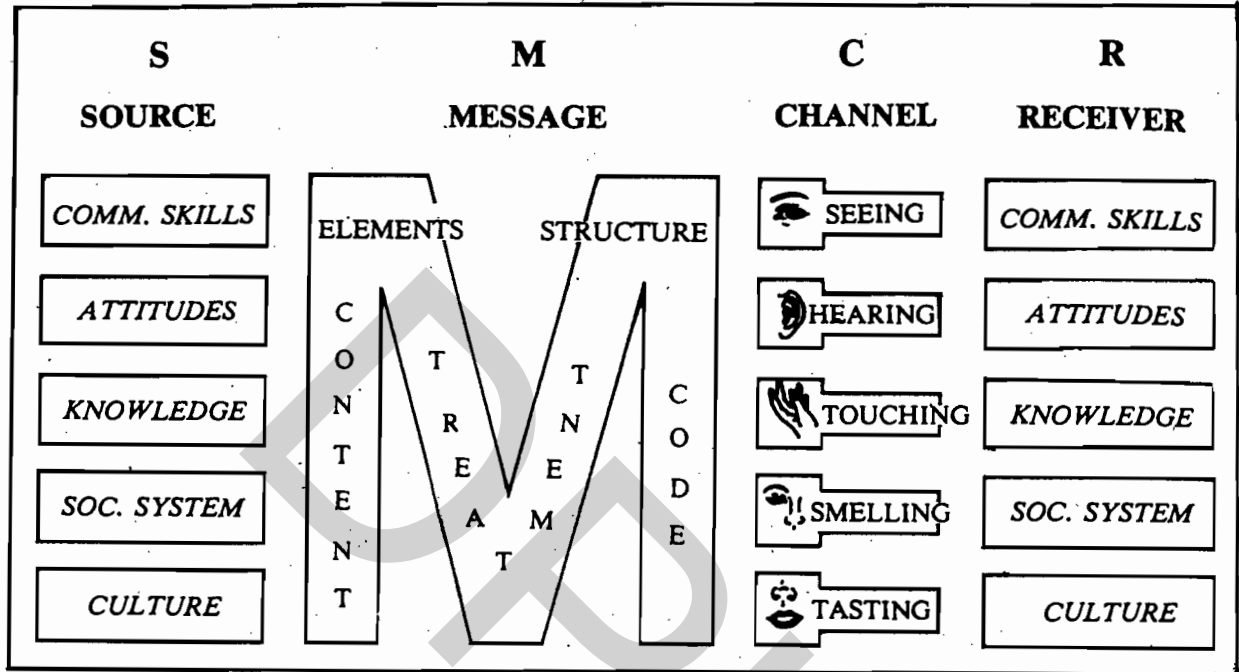 S M C R
SOURCE MESSAGE CHANNEL RECEIVER
COMM. SKILLS
ATTITUDES
KNOWLEDGE
SOC. SYSTEM
CULTURE
ELEMENTS STRUCTURE
CONTENT
TREATMENT
CODE
SEEING
HEARING
TOUCHING
SMELLING
TASTING
COMM. SKILLS
ATTITUDES
KNOWLEDGE
SOC. SYSTEM
CULTURE